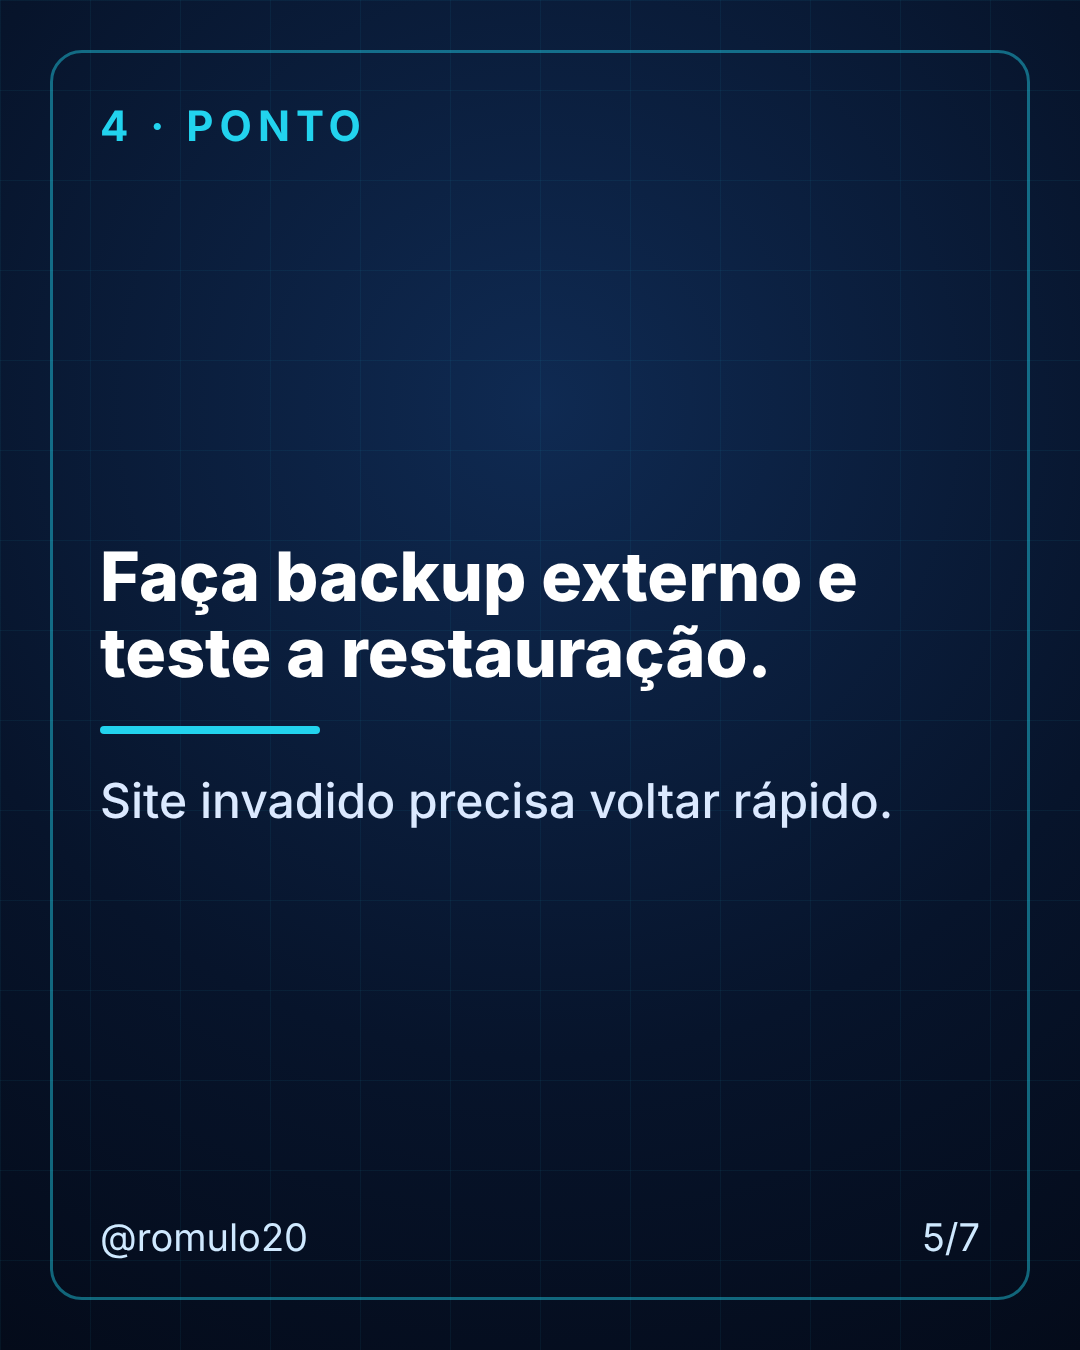 4 · PONTO
Faça backup externo e
teste a restauração.
Site invadido precisa voltar rápido.
@romulo20
5/7